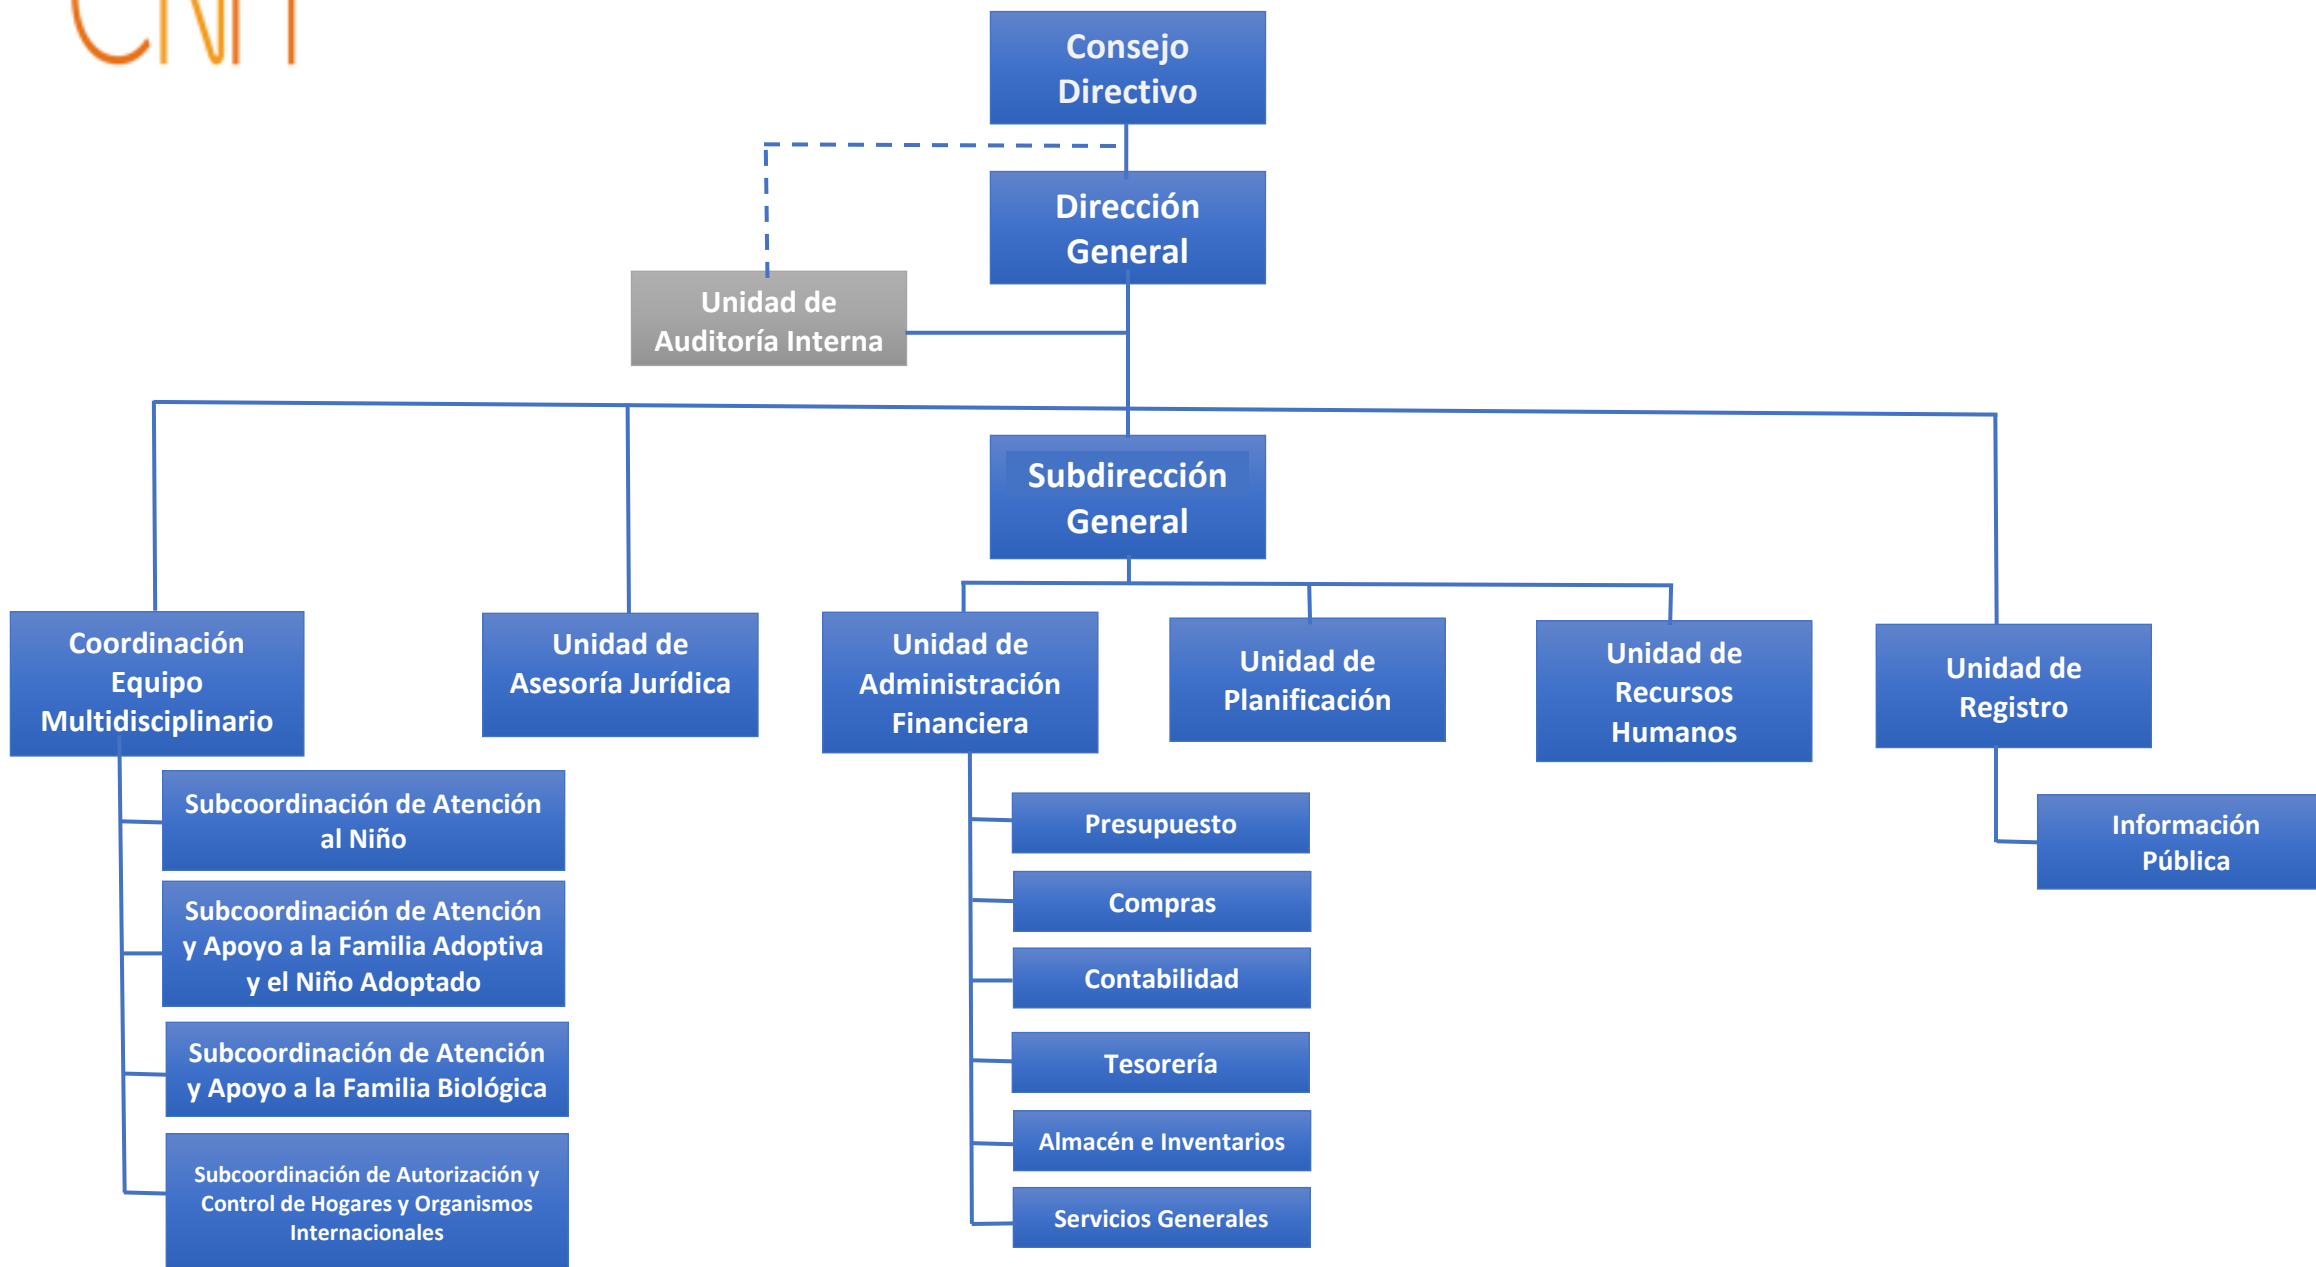 Consejo
Directivo
Dirección
General
Unidad de
Auditoría Interna
Subdirección
General
Coordinación
Equipo
Multidisciplinario
Unidad de
Asesoría Jurídica
Unidad de
Administración
Financiera
Unidad de
Planificación
Unidad de
Recursos
Humanos
Unidad de
Registro
Subcoordinación de Atención
al Niño
Subcoordinación de Atención
y Apoyo a la Familia Adoptiva
y el Niño Adoptado
Subcoordinación de Atención
y Apoyo a la Familia Biológica
Subcoordinación de Autorización y
Control de Hogares y Organismos
Internacionales
Presupuesto
Compras
Contabilidad
Tesorería
Almacén e Inventarios
Servicios Generales
Información
Pública